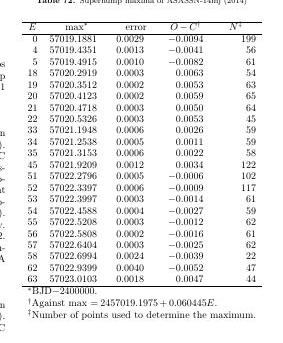 Table 72. Superhump maxima of ASASSN-14mj (2014)
E max* error O − C† N‡
0 57019.1881 0.0029 −0.0094 199
4 57019.4351 0.0013 −0.0041 56
5 57019.4915 0.0010 −0.0082 61
18 57020.2919 0.0003 0.0063 54
19 57020.3512 0.0002 0.0053 63
20 57020.4123 0.0002 0.0059 65
21 57020.4718 0.0003 0.0050 64
22 57020.5326 0.0003 0.0053 45
33 57021.1948 0.0006 0.0026 59
34 57021.2538 0.0005 0.0011 59
35 57021.3153 0.0006 0.0022 58
45 57021.9209 0.0012 0.0034 122
51 57022.2796 0.0005 −0.0006 102
52 57022.3397 0.0006 −0.0009 117
53 57022.3997 0.0003 −0.0014 61
54 57022.4588 0.0004 −0.0027 59
55 57022.5208 0.0003 −0.0012 62
56 57022.5808 0.0002 −0.0016 61
57 57022.6404 0.0003 −0.0025 62
58 57022.6994 0.0024 −0.0039 22
62 57022.9399 0.0040 −0.0052 47
63 57023.0103 0.0018 0.0047 44
*BJD−2400000.
†Against max = 2457019.1975 + 0.060445E.
‡Number of points used to determine the maximum.